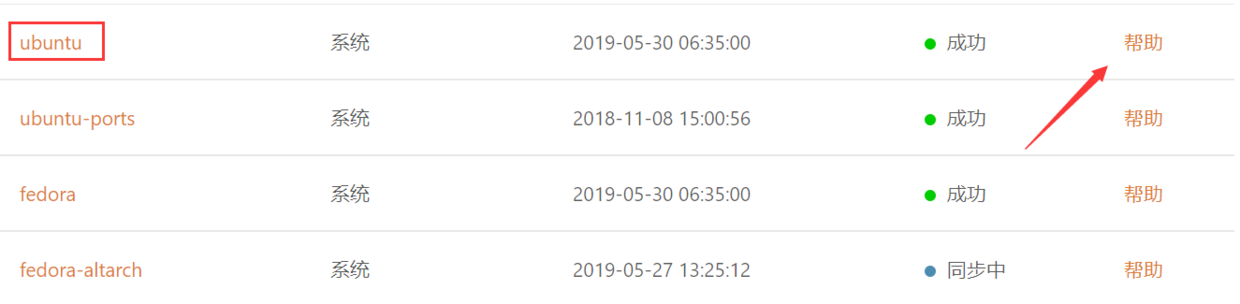 ubuntu 系统 2019-05-30 06:35:00 成功 帮助
ubuntu-ports 系统 2018-11-08 15:00:56 成功 帮助
fedora 系统 2019-05-30 06:35:00 成功 帮助
fedora-altarch 系统 2019-05-27 13:25:12 同步中 帮助